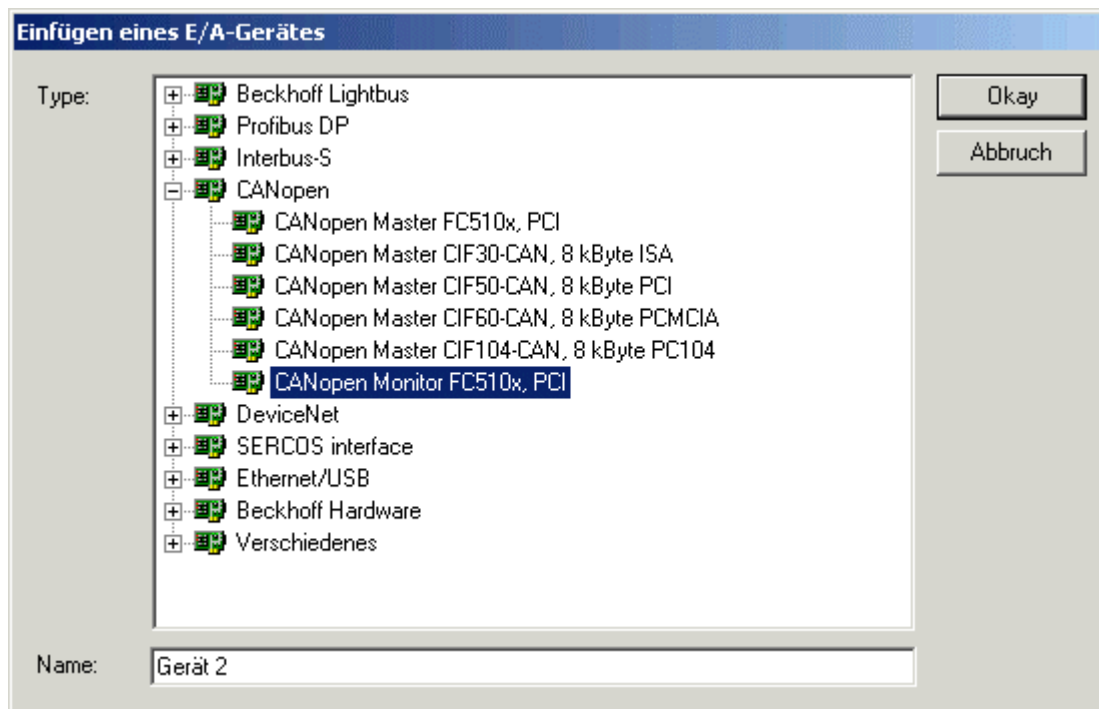 Einfügen eines E/A-Gerätes
Type:
Beckhoff Lightbus
Profibus DP
Interbus-S
CANopen
CANopen Master FC510x, PCI
CANopen Master CIF30-CAN, 8 kByte ISA
CANopen Master CIF50-CAN, 8 kByte PCI
CANopen Master CIF60-CAN, 8 kByte PCMCIA
CANopen Master CIF104-CAN, 8 kByte PC104
CANopen Monitor FC510x, PCI
DeviceNet
SERCOS interface
Ethernet/USB
Beckhoff Hardware
Verschiedenes
Okay
Abbruch
Name: Gerät 2